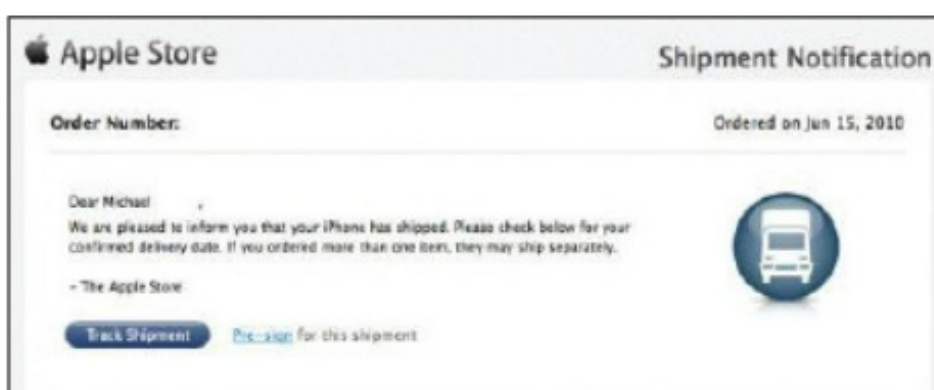 Apple Store
Shipment Notification
Order Number:
Ordered on Jun 15, 2010
Dear Michael ,
We are pleased to inform you that your iPhone has shipped. Please check below for your
confirmed delivery date. If you ordered more than one item, they may ship separately.
- The Apple Store
Track Shipment
Pre-sign for this shipment